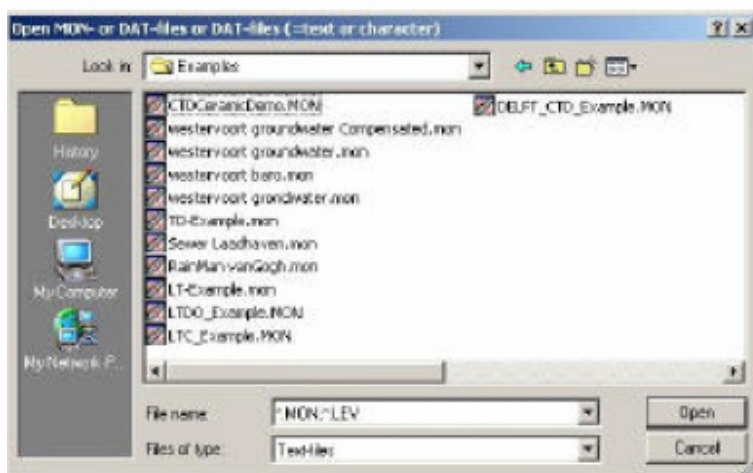 Open MON- or DAT-files or DAT-files (=text or character)
Look in: Examples
History
Desktop
My Computer
My Network P...
CTDCeramicDemo.MON
westervoort groundwater Compensated.mon
westervoort groundwater.mon
westervoort baro.mon
westervoort grondwater.mon
TD-Example.mon
Sewer Laadhaven.mon
RainMan vanGogh.mon
LT-Example.mon
LTDO_Example.MON
LTC_Example.MON
DELFT_CTD_Example.MON
File name: *.MON;*.LEV
Files of type: Text-files
Open
Cancel